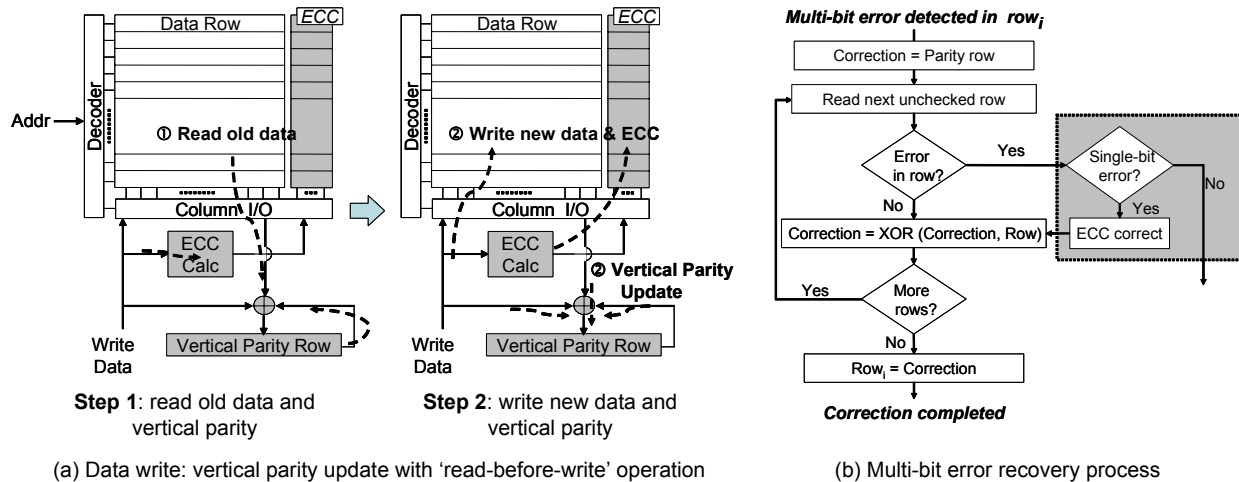 ECC
Data Row
Decoder
Addr
① Read old data
Column I/O
ECC
Calc
Write
Data
Vertical Parity Row
Step 1: read old data and
vertical parity
ECC
Data Row
Decoder
② Write new data & ECC
Column I/O
ECC
Calc
② Vertical Parity
Update
Write
Data
Vertical Parity Row
Step 2: write new data and
vertical parity
(a) Data write: vertical parity update with ‘read-before-write’ operation
Multi-bit error detected in row_i
Correction = Parity row
Read next unchecked row
Error
in row?
Yes
Single-bit
error?
No
No
Yes
Correction = XOR (Correction, Row)
ECC correct
Yes
More
rows?
No
Row_i = Correction
Correction completed
(b) Multi-bit error recovery process